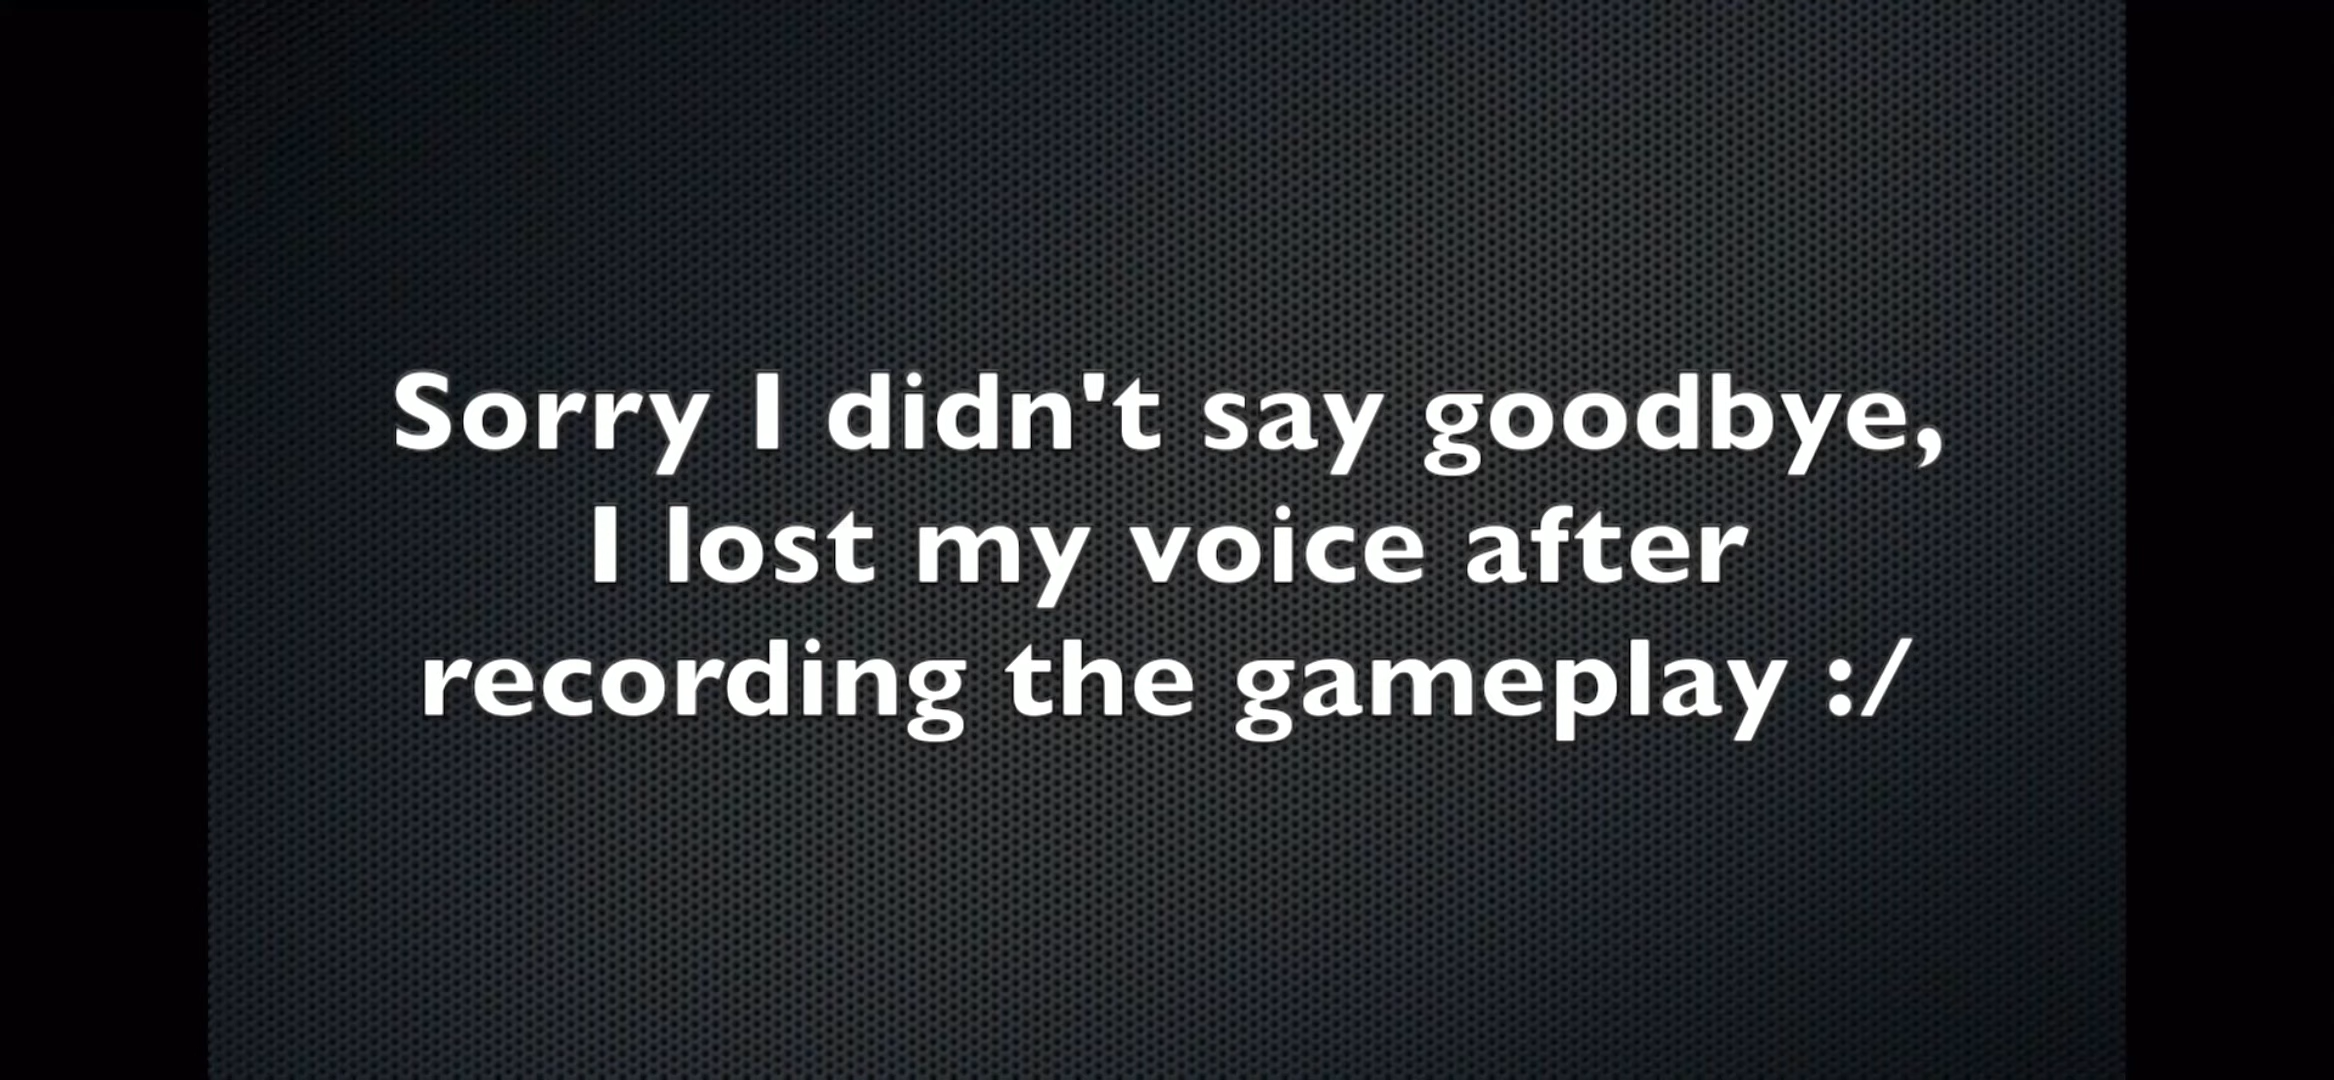 Sorry I didn't say goodbye,
I lost my voice after
recording the gameplay :/